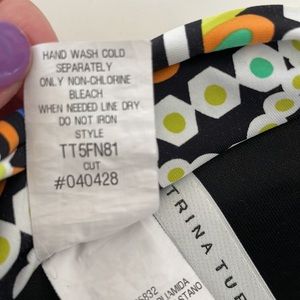 HAND WASH COLD
SEPARATELY
ONLY NON-CHLORINE
BLEACH
WHEN NEEDED LINE DRY
DO NOT IRON
STYLE
TT5FN81
CUT
#040428
TRINA TUR